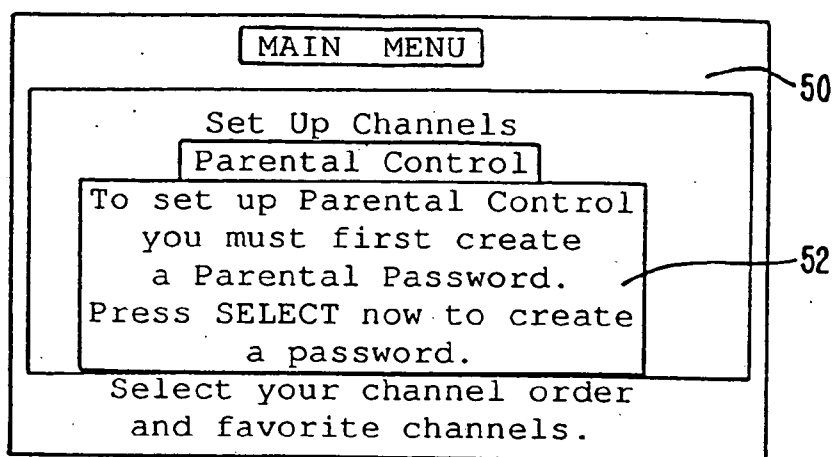 MAIN MENU
50
Set Up Channels
Parental Control
To set up Parental Control
you must first create
a Parental Password.
52
Press SELECT now to create
a password.
Select your channel order
and favorite channels.